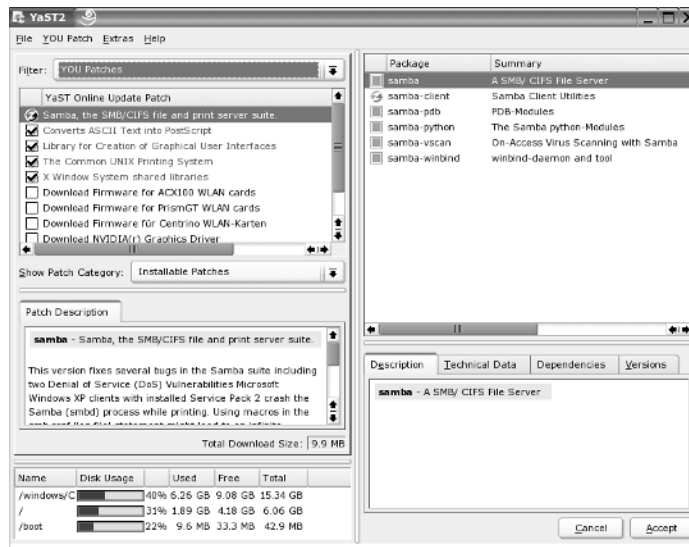 YaST2
File YOU Patch Extras Help
Filter: YOU Patches
YaST Online Update Patch
Samba, the SMB/CIFS file and print server suite.
Converts ASCII Text into PostScript
Library for Creation of Graphical User Interfaces
The Common UNIX Printing System
X Window System shared libraries
Download Firmware for ACX100 WLAN cards
Download Firmware for PrismGT WLAN cards
Download Firmware für Centrino WLAN-Karten
Download NVIDIA(r) Graphics Driver
Show Patch Category: Installable Patches
Patch Description
samba - Samba, the SMB/CIFS file and print server suite.
This version fixes several bugs in the Samba suite including
two Denial of Service (DoS) Vulnerabilities Microsoft
Windows XP clients with installed Service Pack 2 crash the
Samba (smbd) process while printing. Using macros in the
Total Download Size: 9.9 MB
Name Disk Usage Used Free Total
/windows/C 40% 6.26 GB 9.08 GB 15.34 GB
/ 31% 1.89 GB 4.18 GB 6.06 GB
/boot 22% 9.6 MB 33.3 MB 42.9 MB
Package Summary
samba A SMB/ CIFS File Server
samba-client Samba Client Utilities
samba-pdb PDB-Modules
samba-python The Samba python-Modules
samba-vscan On-Access Virus Scanning with Samba
samba-winbind winbind-daemon and tool
Description Technical Data Dependencies Versions
samba - A SMB/ CIFS File Server
Cancel Accept